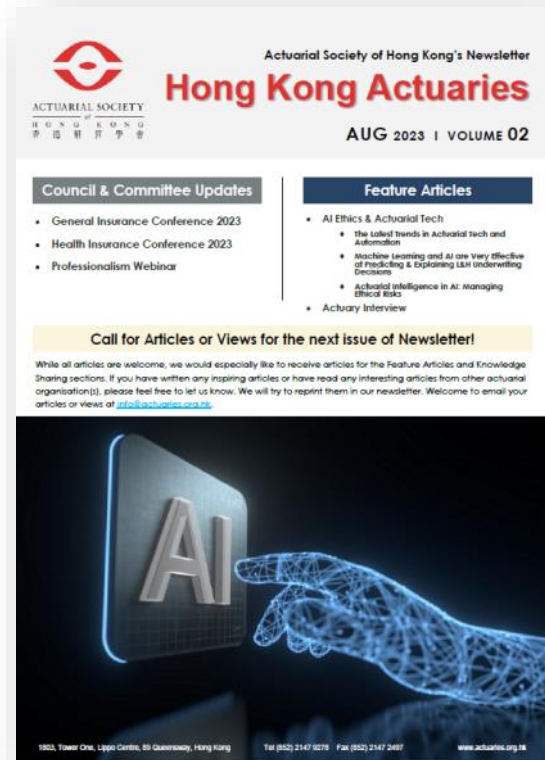 Actuarial Society of Hong Kong's Newsletter
Hong Kong Actuaries
AUG 2023 I VOLUME 02
ACTUARIAL SOCIETY
of
HONG KONG
香港精算學會
Council & Committee Updates
• General Insurance Conference 2023
• Health Insurance Conference 2023
• Professionalism Webinar
Feature Articles
• AI Ethics & Actuarial Tech
♦ The Latest Trends in Actuarial Tech and
Automation
♦ Machine Learning and AI are Very Effective
at Predicting & Explaining L&H Underwriting
Decisions
♦ Actuarial Intelligence in AI: Managing
Ethical Risks
• Actuary Interview
Call for Articles or Views for the next issue of Newsletter!
While all articles are welcome, we would especially like to receive articles for the Feature Articles and Knowledge
Sharing sections. If you have written any inspiring articles or have read any interesting articles from other actuarial
organisation(s), please feel free to let us know. We will try to reprint them in our newsletter. Welcome to email your
articles or views at info@actuaries.org.hk.
AI
1803, Tower One, Lippo Centre, 89 Queensway, Hong Kong Tel (852) 2147 9278 Fax (852) 2147 2497 www.actuaries.org.hk